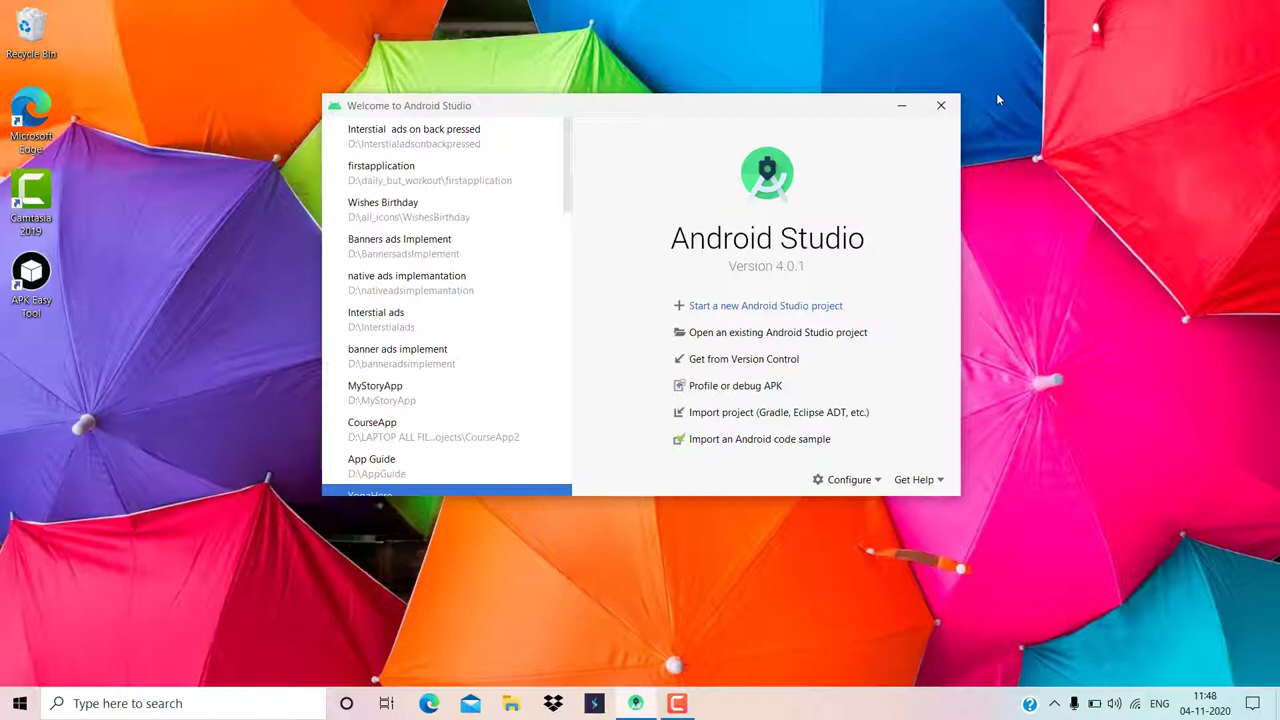 Recycle Bin
Microsoft
Edge
Camtasia
2019
APK Easy
Tool
Welcome to Android Studio
Interstial ads on back pressed
D:\Interstialadsonbackpressed
firstapplication
D:\daily_but_workout\firstapplication
Wishes Birthday
D:\all_icons\WishesBirthday
Banners ads Implement
D:\BannersadsImplement
native ads implemantation
D:\nativeadsimplemantation
Interstial ads
D:\Interstialads
banner ads implement
D:\banneradsimplement
MyStoryApp
D:\MyStoryApp
CourseApp
D:\LAPTOP ALL FIL...ojects\CourseApp2
App Guide
D:\AppGuide
Android Studio
Version 4.0.1
Start a new Android Studio project
Open an existing Android Studio project
Get from Version Control
Profile or debug APK
Import project (Gradle, Eclipse ADT, etc.)
Import an Android code sample
Configure
Get Help
Type here to search
ENG
11:48
04-11-2020